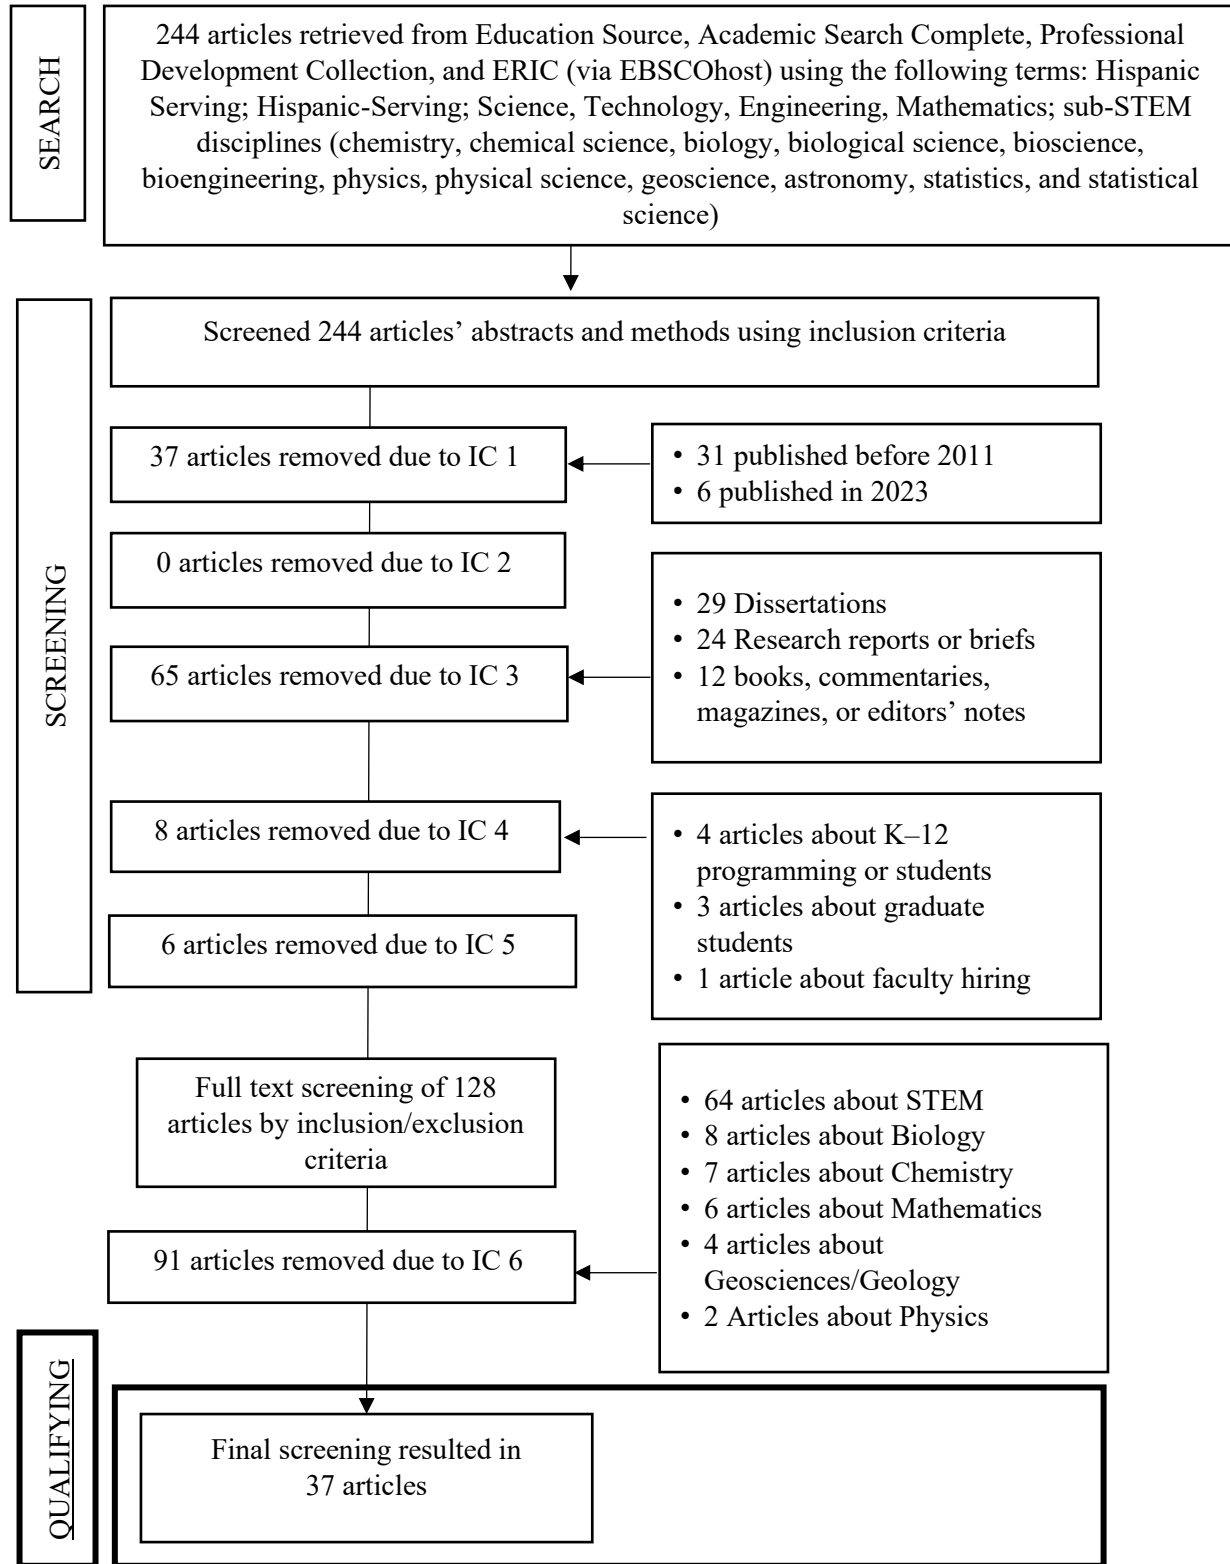 SEARCH
244 articles retrieved from Education Source, Academic Search Complete, Professional
Development Collection, and ERIC (via EBSCOhost) using the following terms: Hispanic
Serving; Hispanic-Serving; Science, Technology, Engineering, Mathematics; sub-STEM
disciplines (chemistry, chemical science, biology, biological science, bioscience,
bioengineering, physics, physical science, geoscience, astronomy, statistics, and statistical
science)
SCREENING
Screened 244 articles’ abstracts and methods using inclusion criteria
37 articles removed due to IC 1
• 31 published before 2011
• 6 published in 2023
0 articles removed due to IC 2
65 articles removed due to IC 3
• 29 Dissertations
• 24 Research reports or briefs
• 12 books, commentaries,
magazines, or editors’ notes
8 articles removed due to IC 4
• 4 articles about K–12
programming or students
• 3 articles about graduate
students
• 1 article about faculty hiring
6 articles removed due to IC 5
Full text screening of 128
articles by inclusion/exclusion
criteria
91 articles removed due to IC 6
• 64 articles about STEM
• 8 articles about Biology
• 7 articles about Chemistry
• 6 articles about Mathematics
• 4 articles about
Geosciences/Geology
• 2 Articles about Physics
QUALIFYING
Final screening resulted in
37 articles